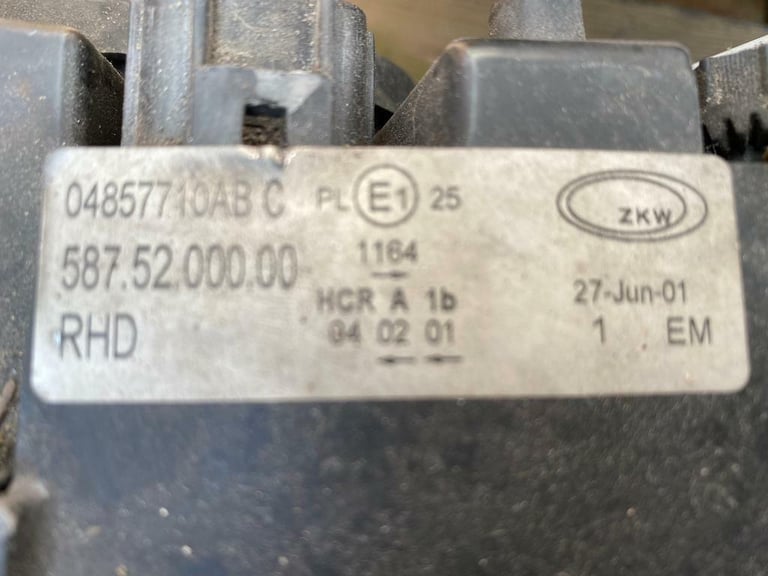 04857710AB C PL E1 25
ZKW
587.52.000.00 1164
HCR A 1b 27-Jun-01
RHD 04 02 01 1 EM